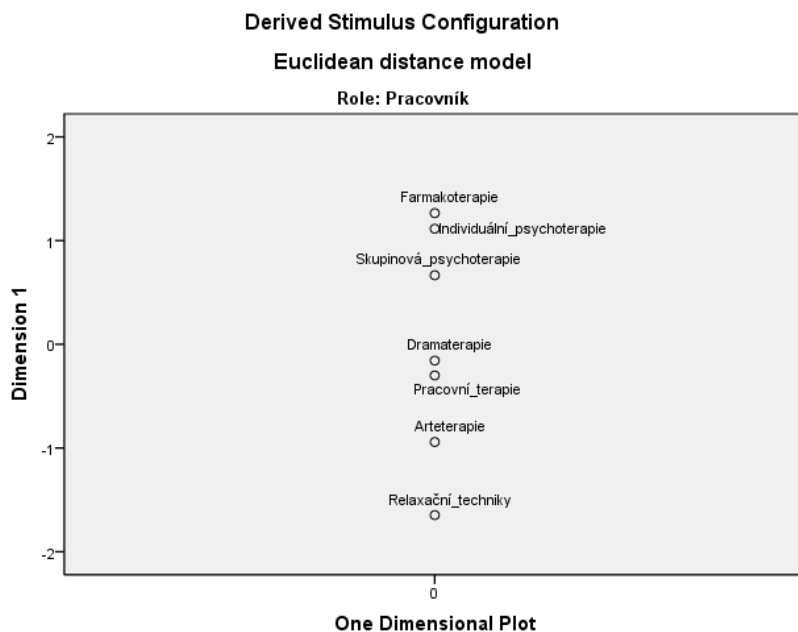 Derived Stimulus Configuration
Euclidean distance model
Role: Pracovník
2
Farmakoterapie
Individuální_psychoterapie
1
Skupinová_psychoterapie
0
Dramaterapie
Pracovní_terapie
Arteterapie
-1
Relaxační_techniky
-2
Dimension 1
0
One Dimensional Plot